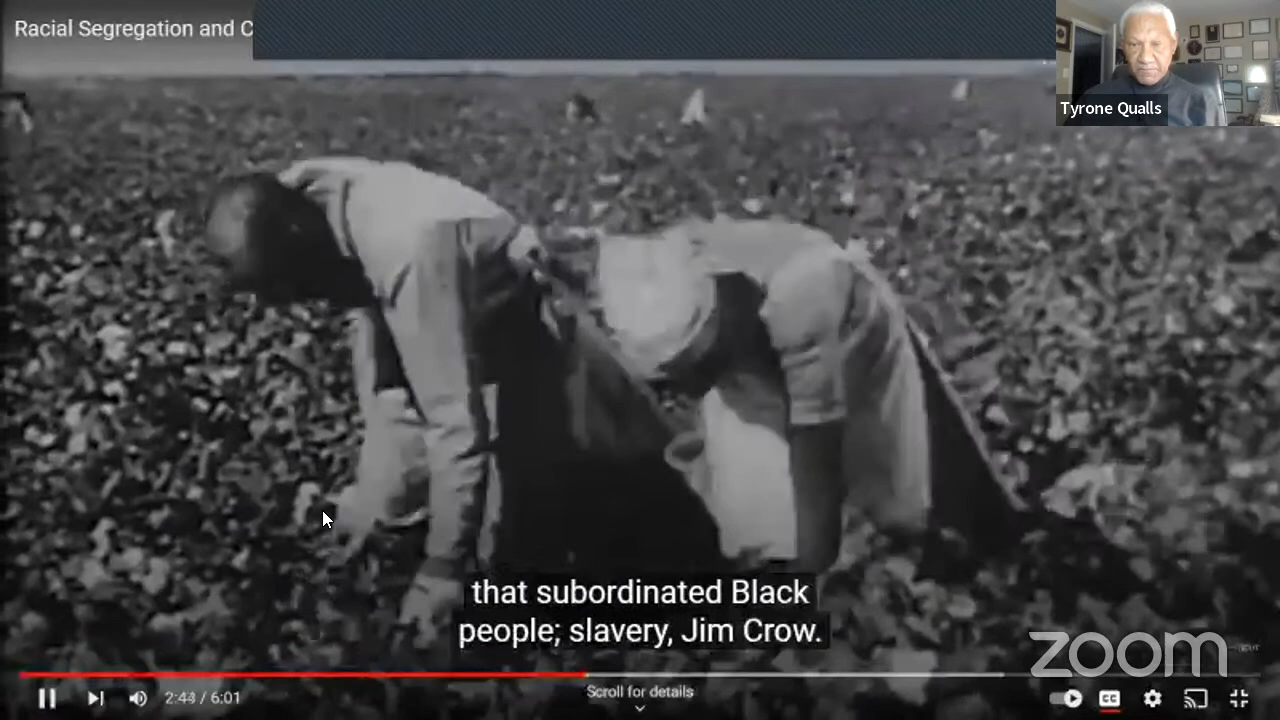 Racial Segregation and C
Tyrone Qualls
that subordinated Black
people; slavery, Jim Crow.
zoom
2:44 / 6:01
Scroll for details
CC